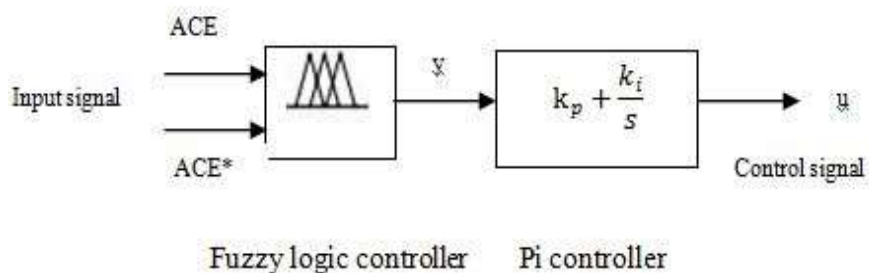 ACE
Input signal
ACE*
y
k_p + k_i/s
u
Control signal
Fuzzy logic controller
Pi controller